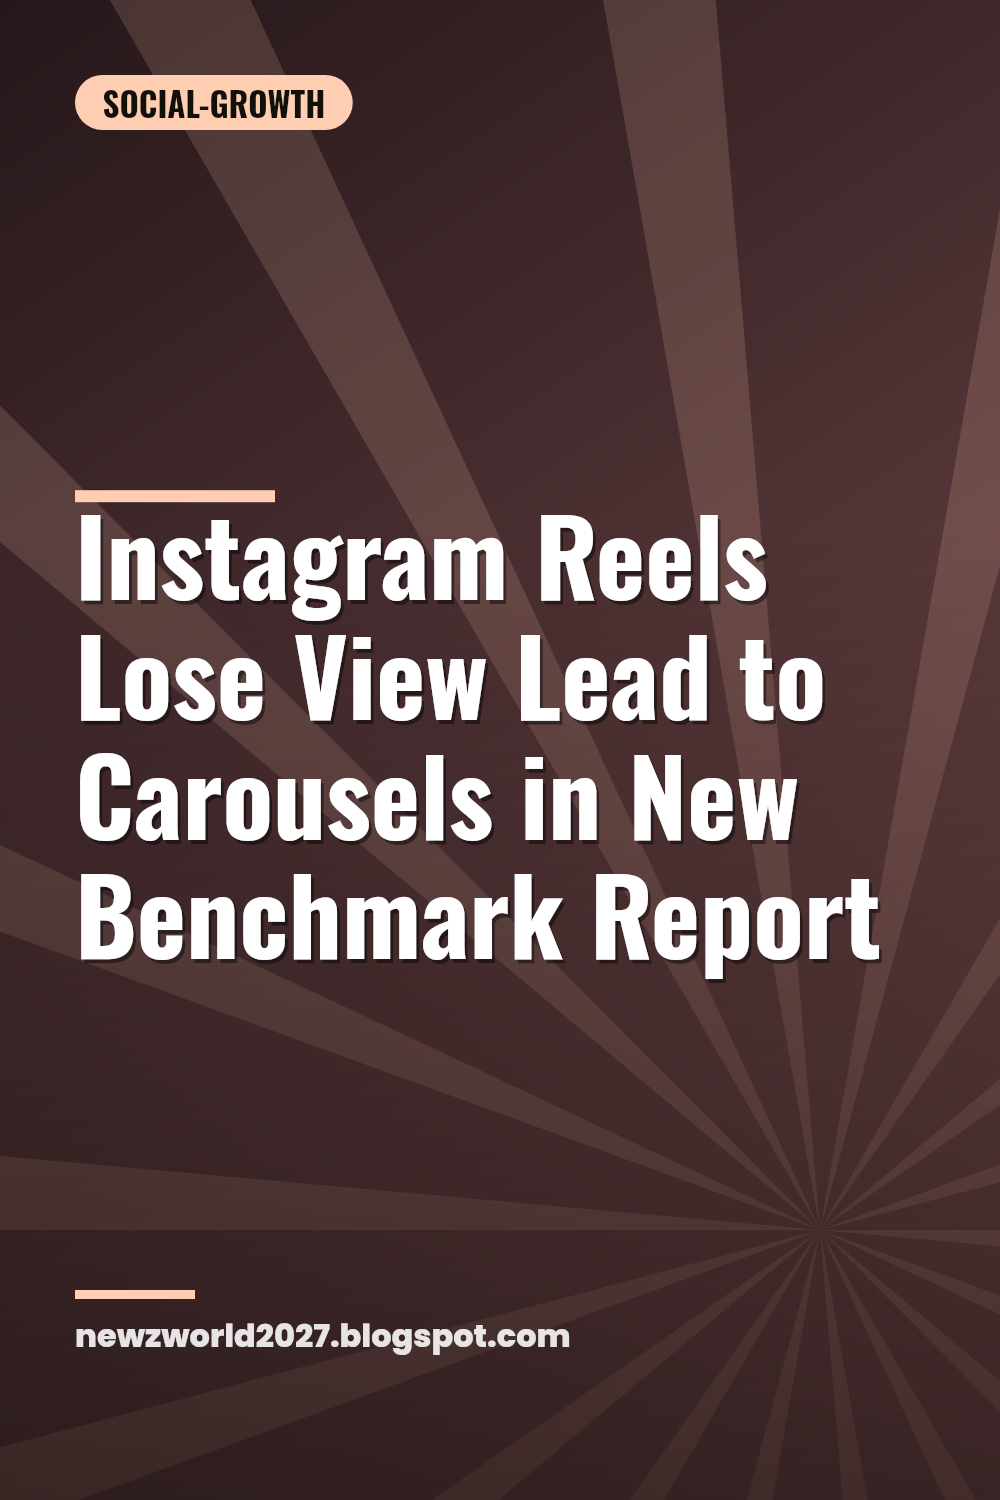 SOCIAL-GROWTH
Instagram Reels
Lose View Lead to
Carousels in New
Benchmark Report
newzworld2027.blogspot.com